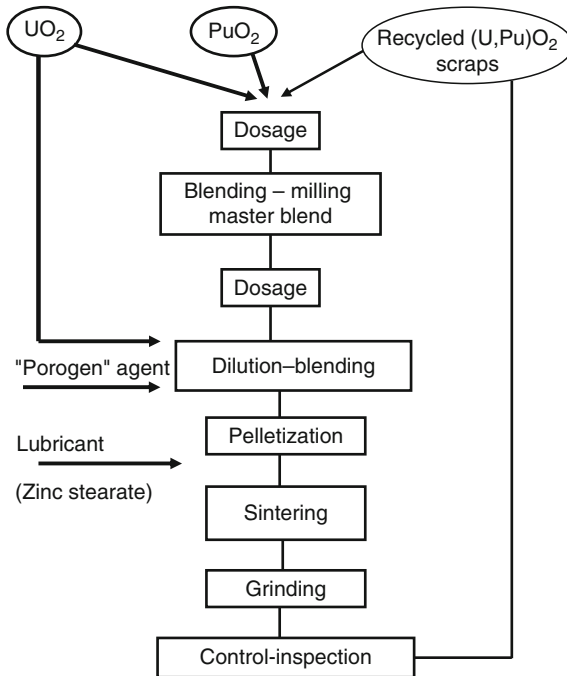 UO₂
PuO₂
Recycled (U,Pu)O₂
scraps
Dosage
Blending – milling
master blend
Dosage
"Porogen" agent
Dilution–blending
Pelletization
Lubricant
(Zinc stearate)
Sintering
Grinding
Control-inspection